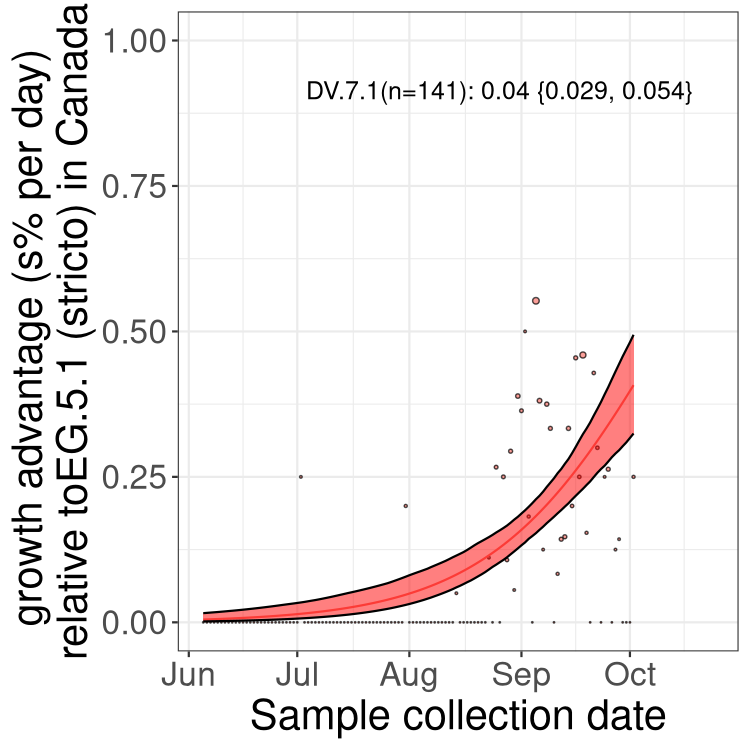 growth advantage (s% per day)
relative toEG.5.1 (stricto) in Canada
1.00
0.75
0.50
0.25
0.00
DV.7.1(n=141): 0.04 {0.029, 0.054}
Jun Jul Aug Sep Oct
Sample collection date